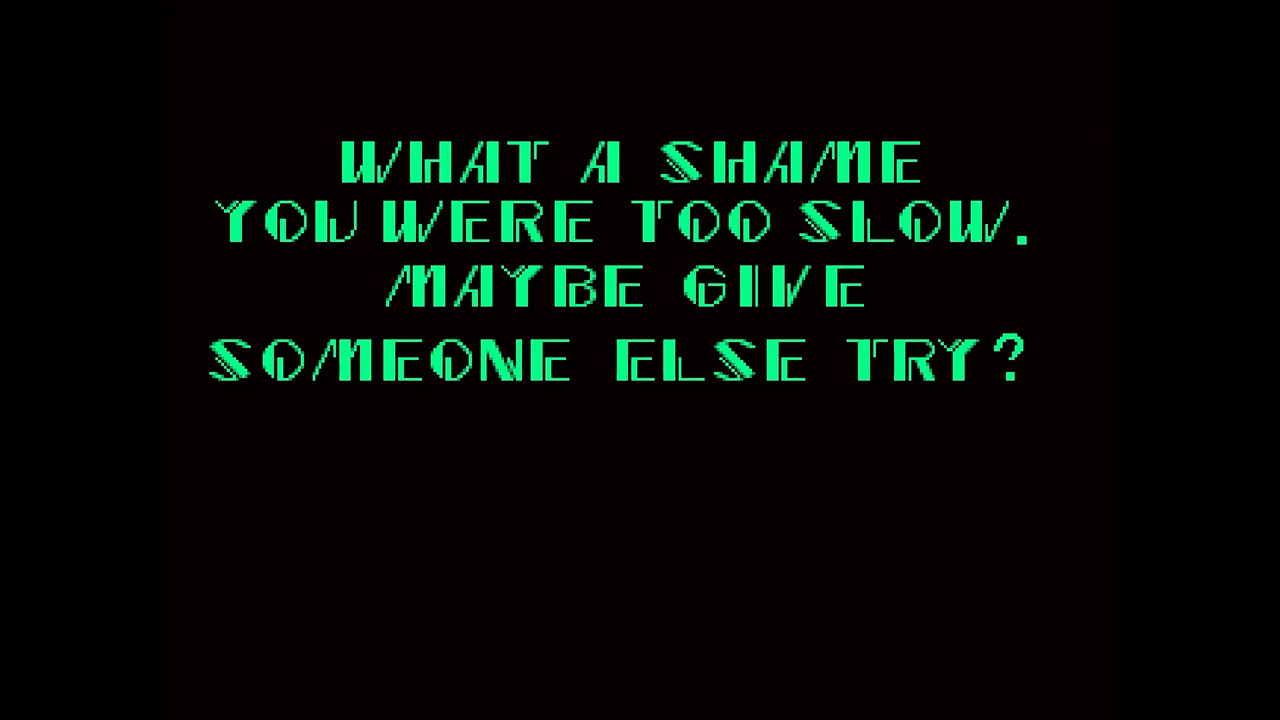 WHAT A SHAME
YOU WERE TOO SLOW.
MAYBE GIVE
SOMEONE ELSE TRY?